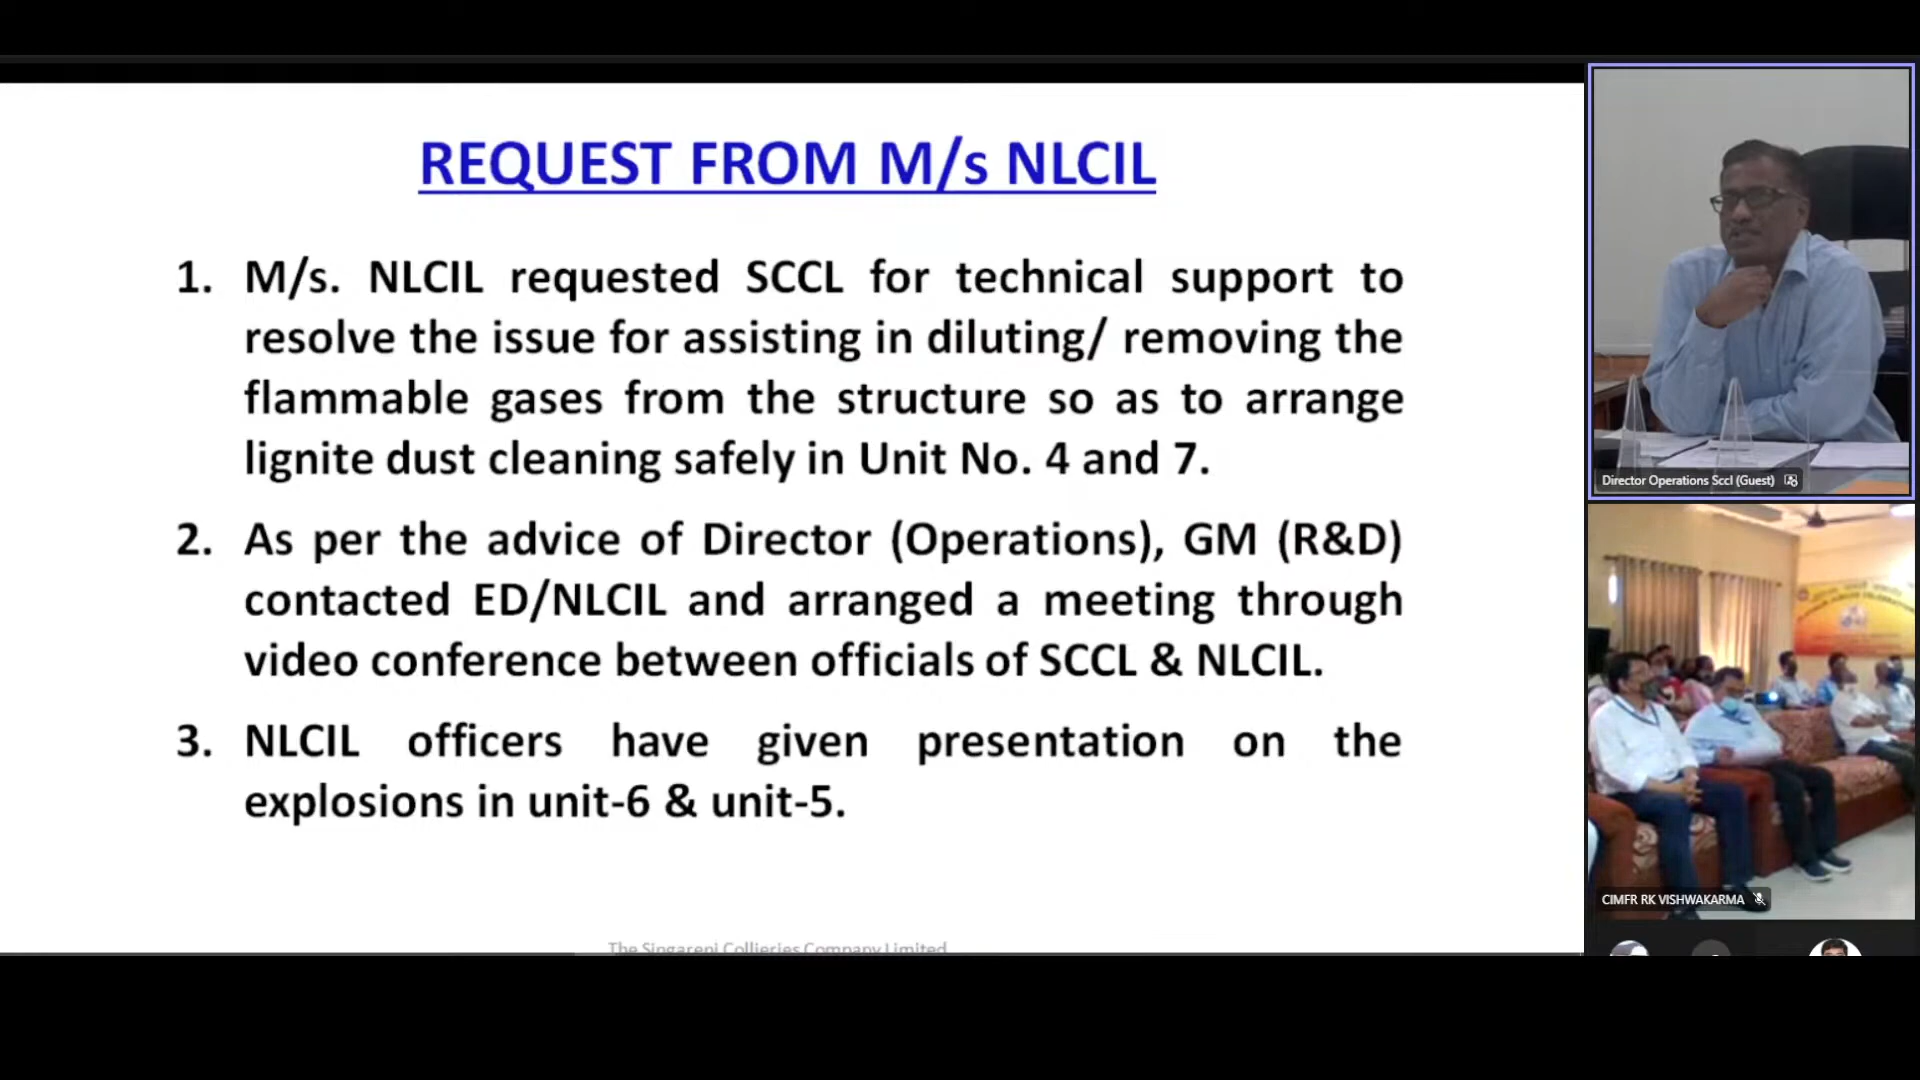 REQUEST FROM M/s NLCIL
1. M/s. NLCIL requested SCCL for technical support to
resolve the issue for assisting in diluting/ removing the
flammable gases from the structure so as to arrange
lignite dust cleaning safely in Unit No. 4 and 7.
2. As per the advice of Director (Operations), GM (R&D)
contacted ED/NLCIL and arranged a meeting through
video conference between officials of SCCL & NLCIL.
3. NLCIL officers have given presentation on the
explosions in unit-6 & unit-5.
The Singareni Collieries Company Limited
Director Operations Sccl (Guest)
CIMFR RK VISHWAKARMA